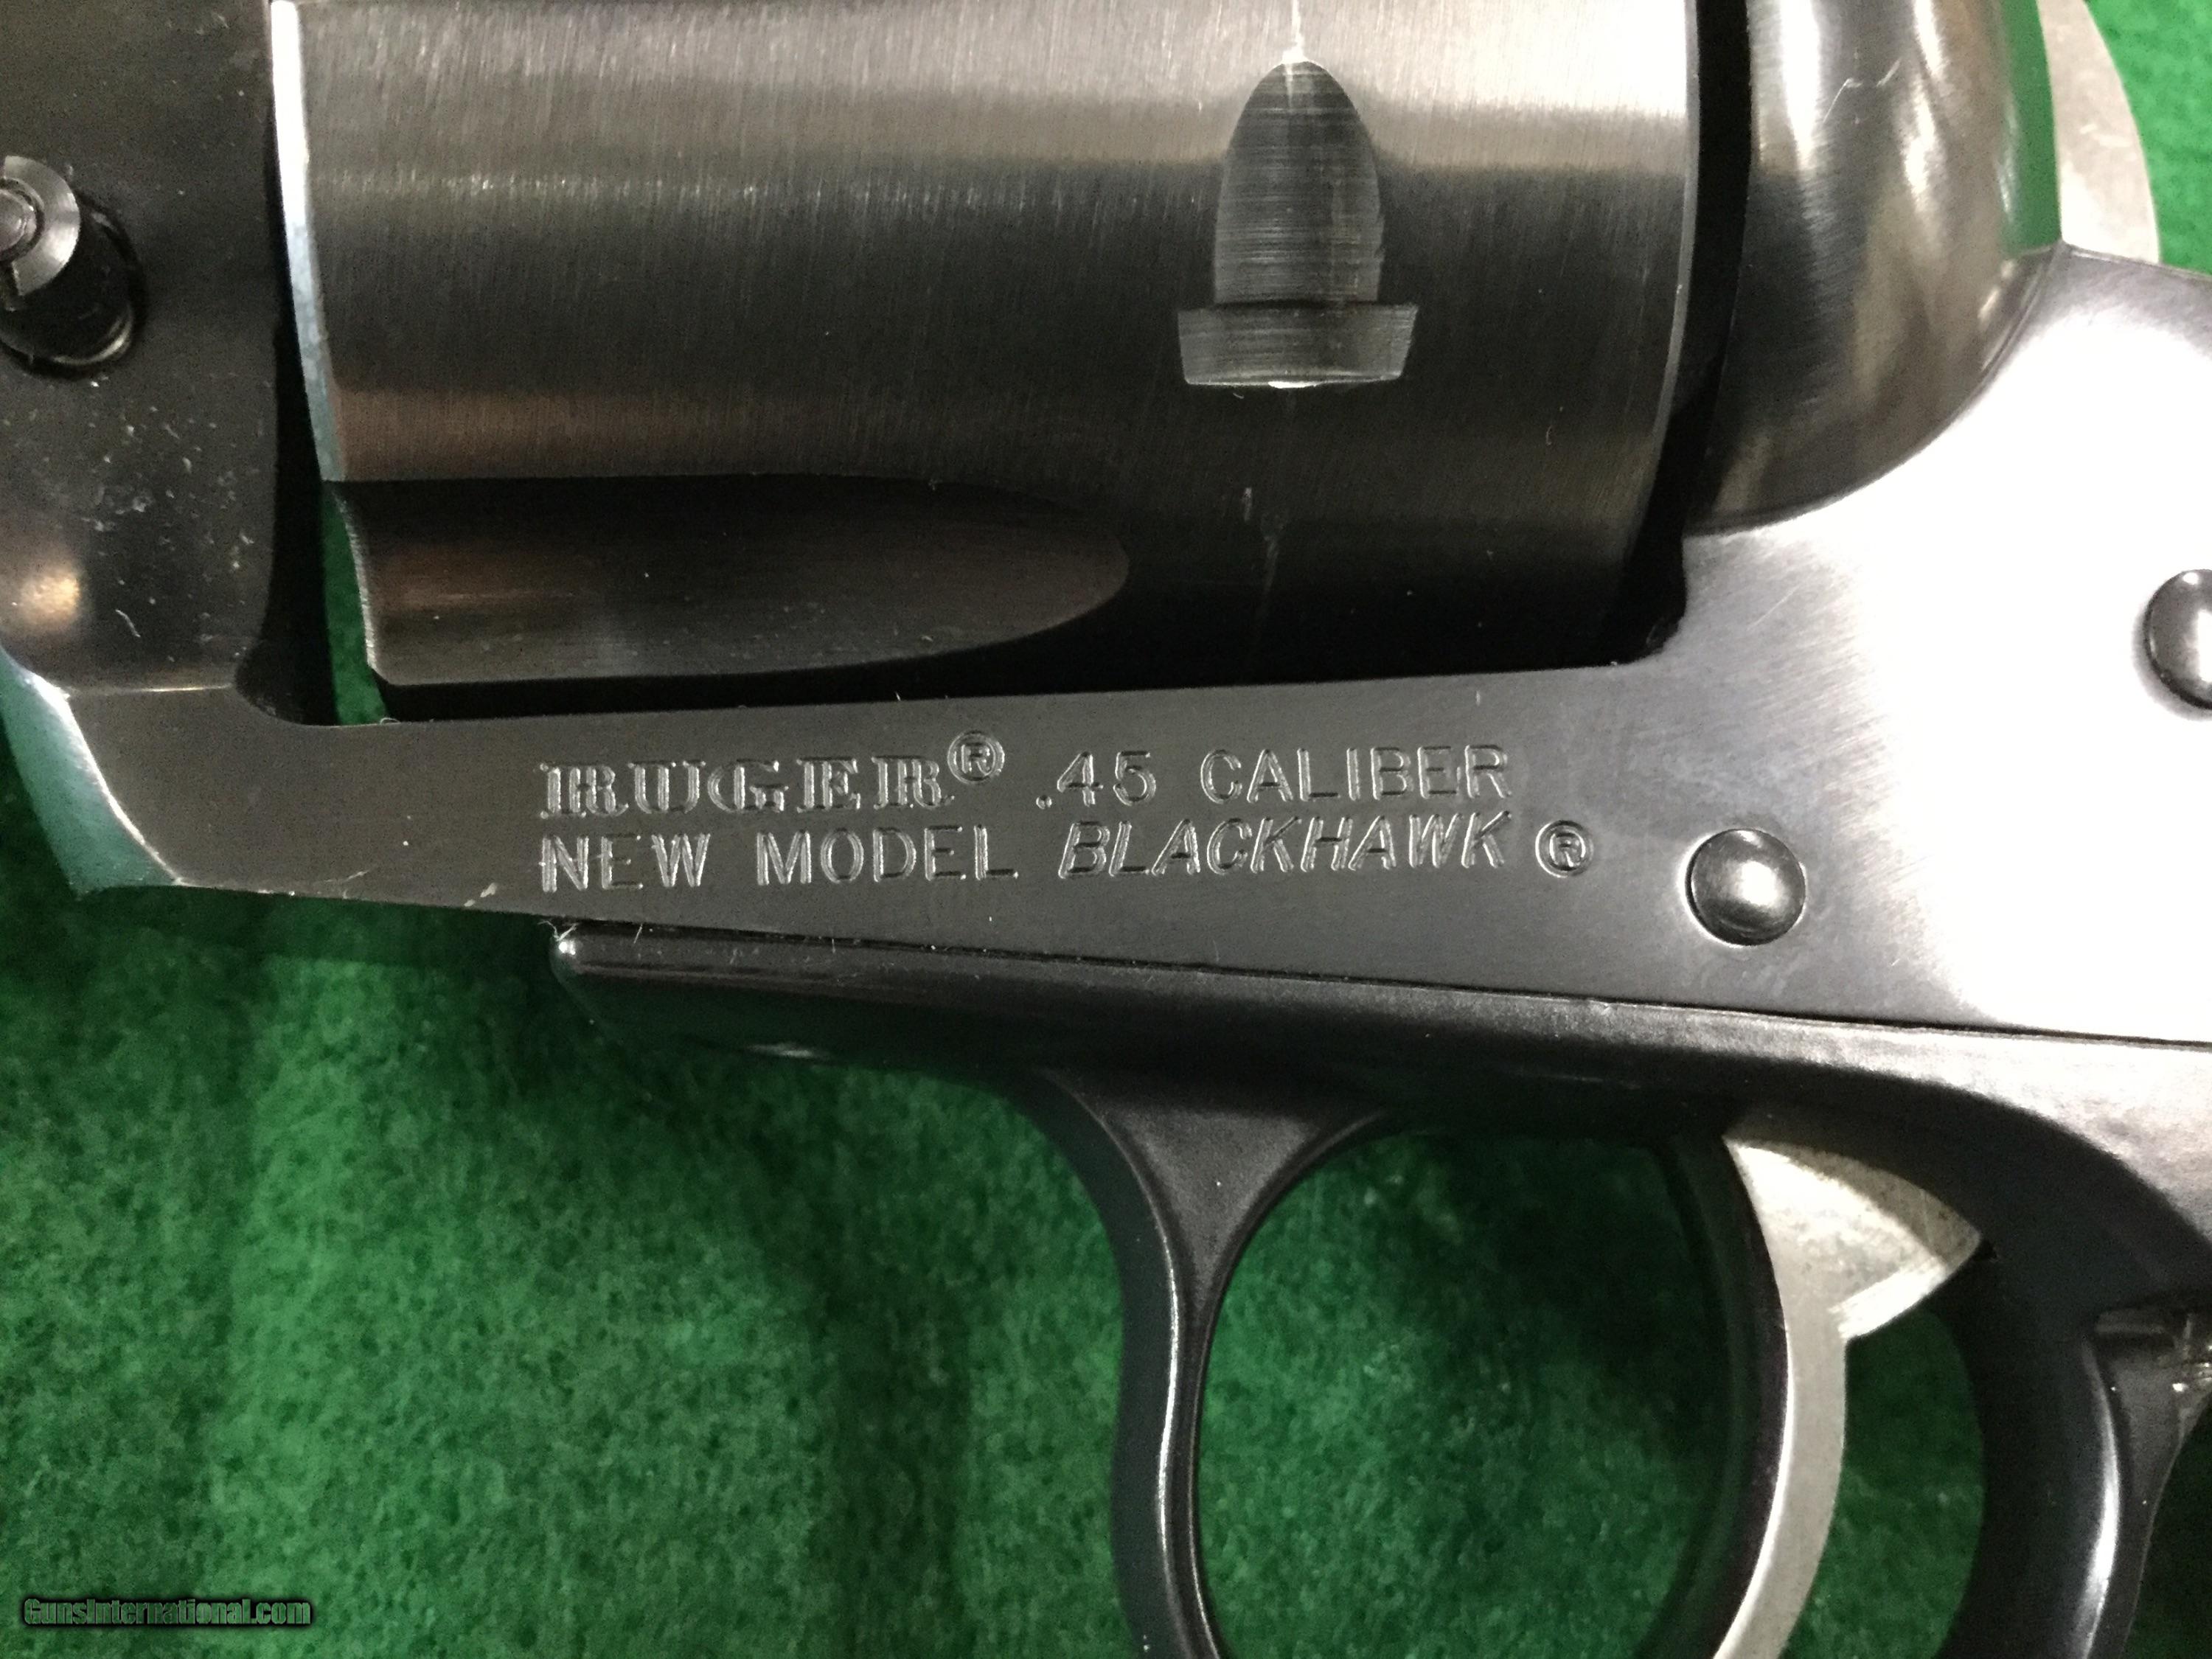 RUGER® .45 CALIBER
NEW MODEL BLACKHAWK ®
GunsInternational.com